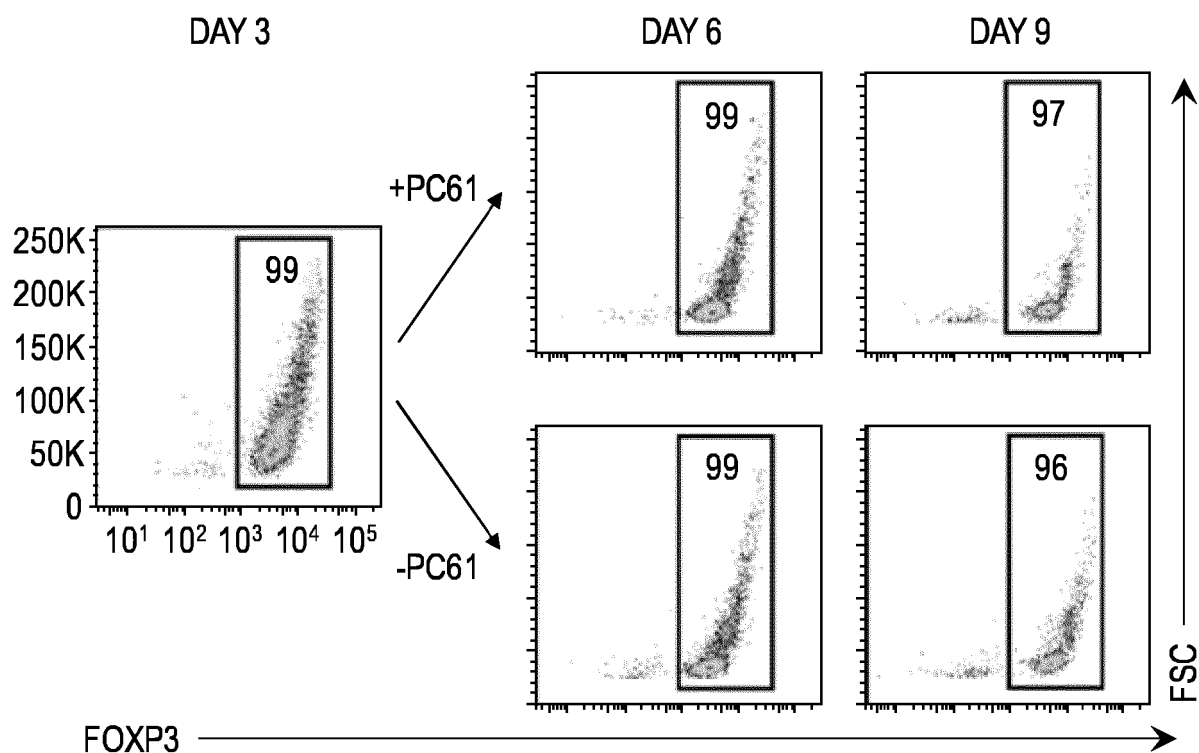 DAY 3 DAY 6 DAY 9
99 97
+PC61
250K
200K
150K
100K
50K
0
99
10¹ 10² 10³ 10⁴ 10⁵
-PC61
99 96
FSC
FOXP3